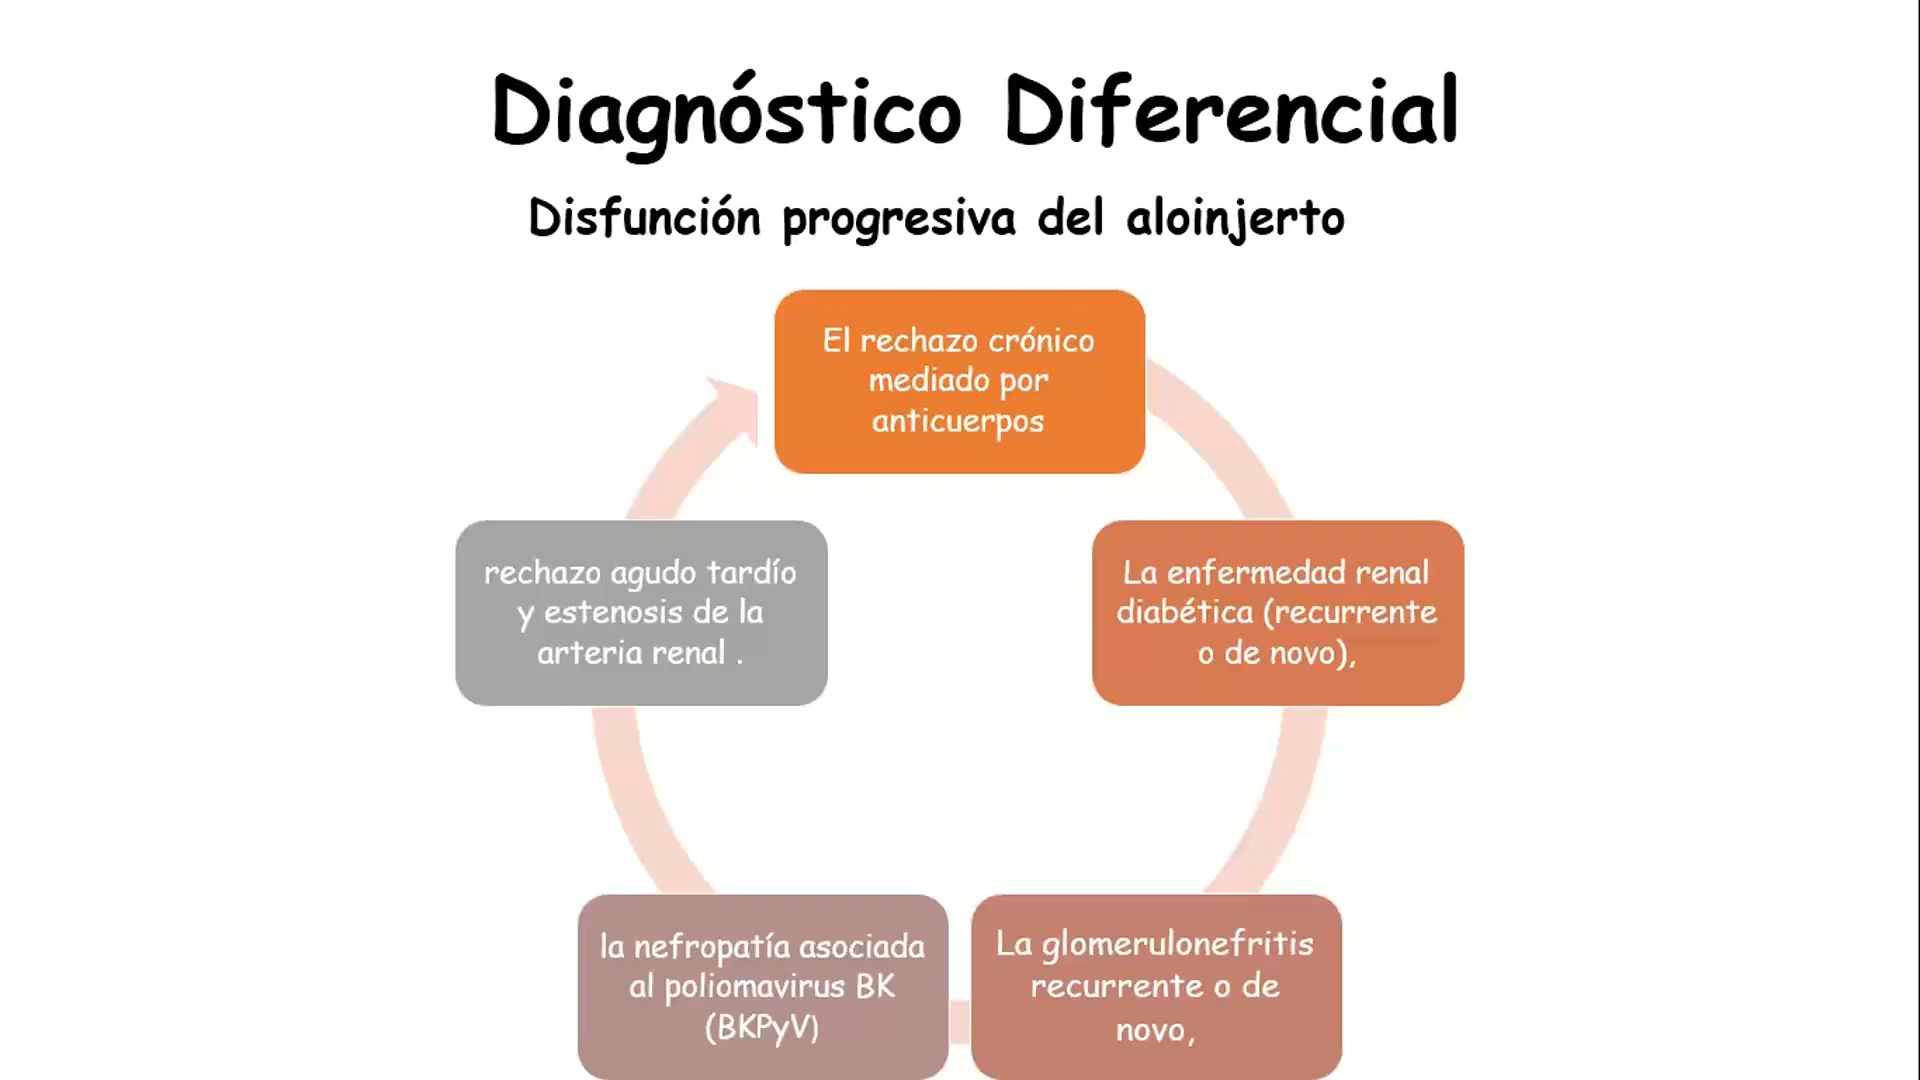 Diagnóstico Diferencial
Disfunción progresiva del aloinjerto
El rechazo crónico
mediado por
anticuerpos
La enfermedad renal
diabética (recurrente
o de novo),
La glomerulonefritis
recurrente o de
novo,
la nefropatía asociada
al poliomavirus BK
(BKPyV)
rechazo agudo tardío
y estenosis de la
arteria renal .